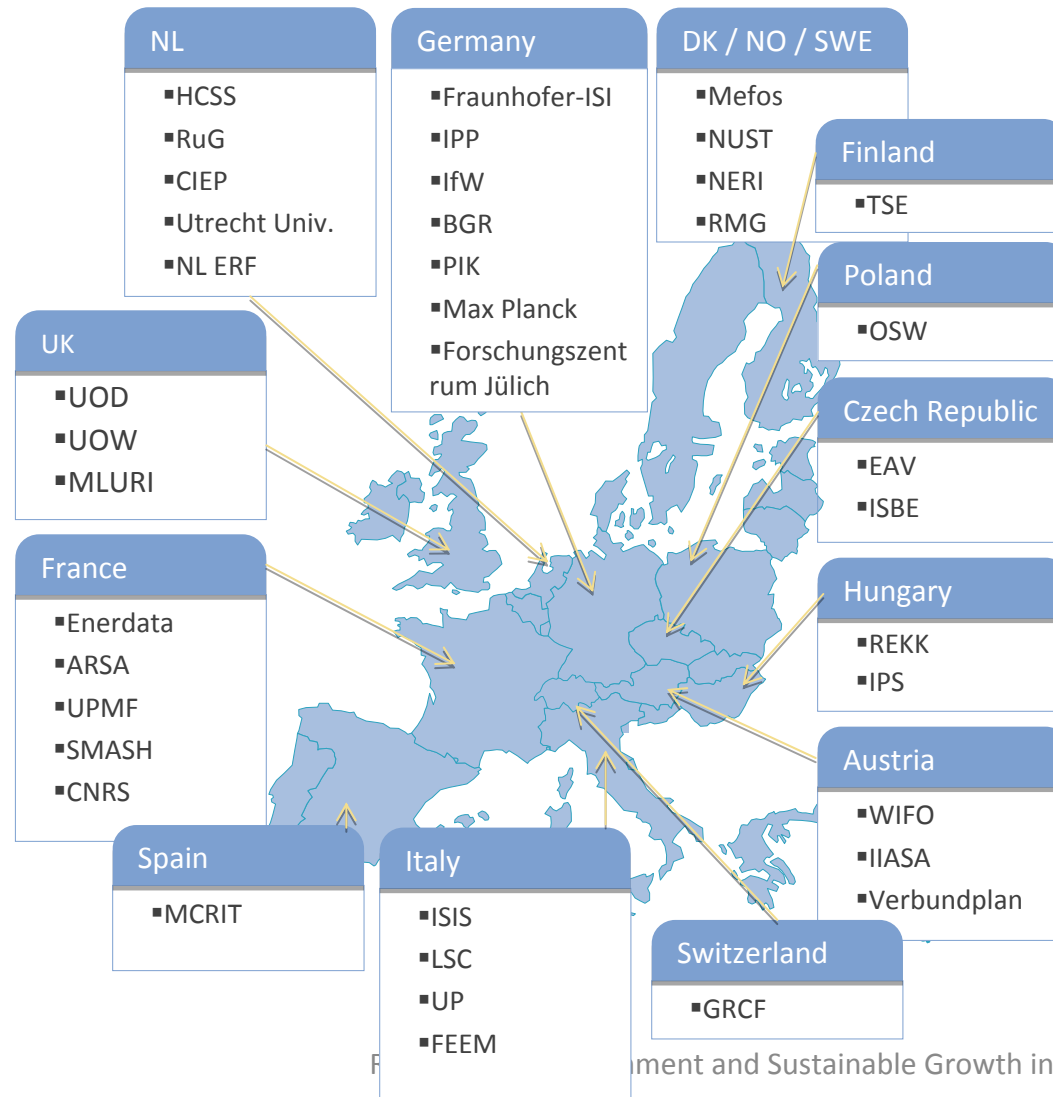 NL
▪HCSS
▪RuG
▪CIEP
▪Utrecht Univ.
▪NL ERF
Germany
▪Fraunhofer-ISI
▪IPP
▪IfW
▪BGR
▪PIK
▪Max Planck
▪Forschungszent
rum Jülich
DK / NO / SWE
▪Mefos
▪NUST
▪NERI
▪RMG
Finland
▪TSE
Poland
▪OSW
UK
▪UOD
▪UOW
▪MLURI
Czech Republic
▪EAV
▪ISBE
France
▪Enerdata
▪ARSA
▪UPMF
▪SMASH
▪CNRS
Hungary
▪REKK
▪IPS
Austria
▪WIFO
▪IIASA
▪Verbundplan
Spain
▪MCRIT
Italy
▪ISIS
▪LSC
▪UP
▪FEEM
Switzerland
▪GRCF
and Sustainable Growth in